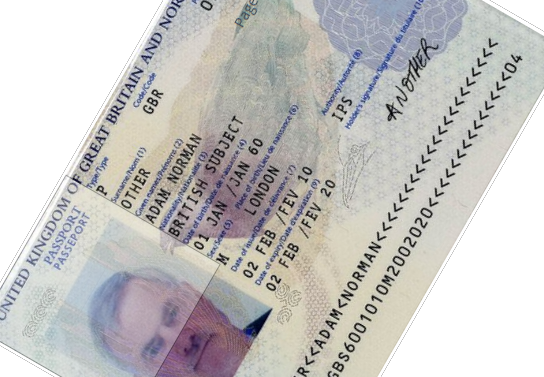 UNITED KINGDOM OF GREAT BRITAIN AND NOR
PASSPORT
PASSEPORT
Type/Type
P
Code/Code
GBR
Page
Surname/Nom (1)
OTHER
Given names/Prénoms (2)
ADAM NORMAN
Nationality/Nationalité (3)
BRITISH SUBJECT
Date of birth/Date de naissance (4)
01 JAN /JAN 60
Sex/Sexe (5)
M
Place of birth/Lieu de naissance (6)
LONDON
Date of issue/Date de délivrance (7)
02 FEB /FEV 10
Authority/Autorité (8)
IPS
Date of expiry/Date d'expiration (9)
02 FEB /FEV 20
Holder's signature/Signature du titulaire (10)
A NOTHER
R<<ADAM<NORMAN<<<<<<<<<<<<<<<<<
GBS6001010M2002020<<<<<<<<<<<<<<04